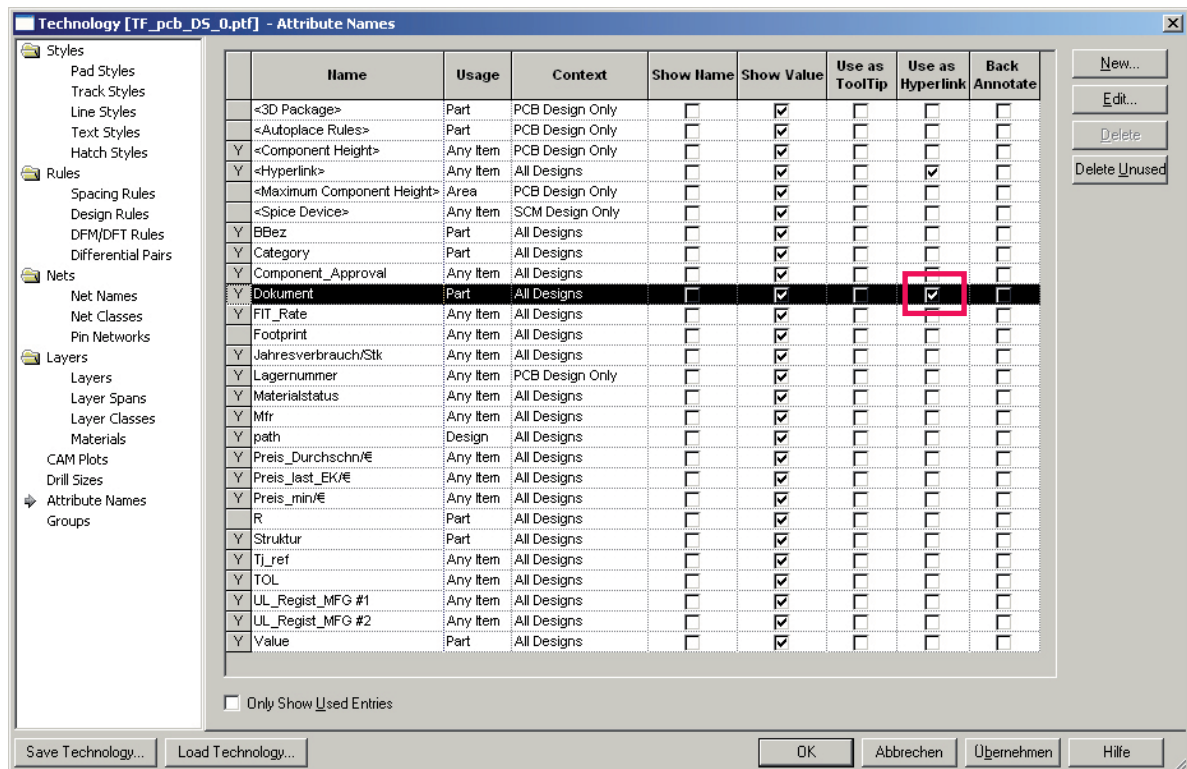 Technology [TF_pcb_DS_0.ptf] - Attribute Names
Styles
Pad Styles
Track Styles
Line Styles
Text Styles
Hatch Styles
Rules
Spacing Rules
Design Rules
DFM/DFT Rules
Differential Pairs
Nets
Net Names
Net Classes
Pin Networks
Layers
Layers
Layer Spans
Layer Classes
Materials
CAM Plots
Drill Sizes
Attribute Names
Groups
Name Usage Context Show Name Show Value Use as ToolTip Use as Hyperlink Back Annotate
<3D Package> Part PCB Design Only
<Autoplace Rules> Part PCB Design Only
Y <Component Height> Any Item PCB Design Only
Y <Hyperlink> Any Item All Designs
<Maximum Component Height> Area PCB Design Only
<Spice Device> Any Item SCM Design Only
Y BBez Part All Designs
Y Category Part All Designs
Y Component_Approval Any Item All Designs
Y Dokument Part All Designs
Y FIT_Rate Any Item All Designs
Footprint Any Item All Designs
Y Jahresverbrauch/Stk Any Item All Designs
Y Lagernummer Any Item PCB Design Only
Y Materialstatus Any Item All Designs
Y Mfr Any Item All Designs
Y path Design All Designs
Y Preis_Durchschn/€ Any Item All Designs
Y Preis_last_EK/€ Any Item All Designs
Y Preis_min/€ Any Item All Designs
R Part All Designs
Y Struktur Part All Designs
Y Tj_ref Any Item All Designs
Y TOL Any Item All Designs
Y UL_Regist_MFG #1 Any Item All Designs
Y UL_Regist_MFG #2 Any Item All Designs
Y Value Part All Designs
Only Show Used Entries
New...
Edit...
Delete
Delete Unused
Save Technology... Load Technology... OK Abbrechen Übernehmen Hilfe